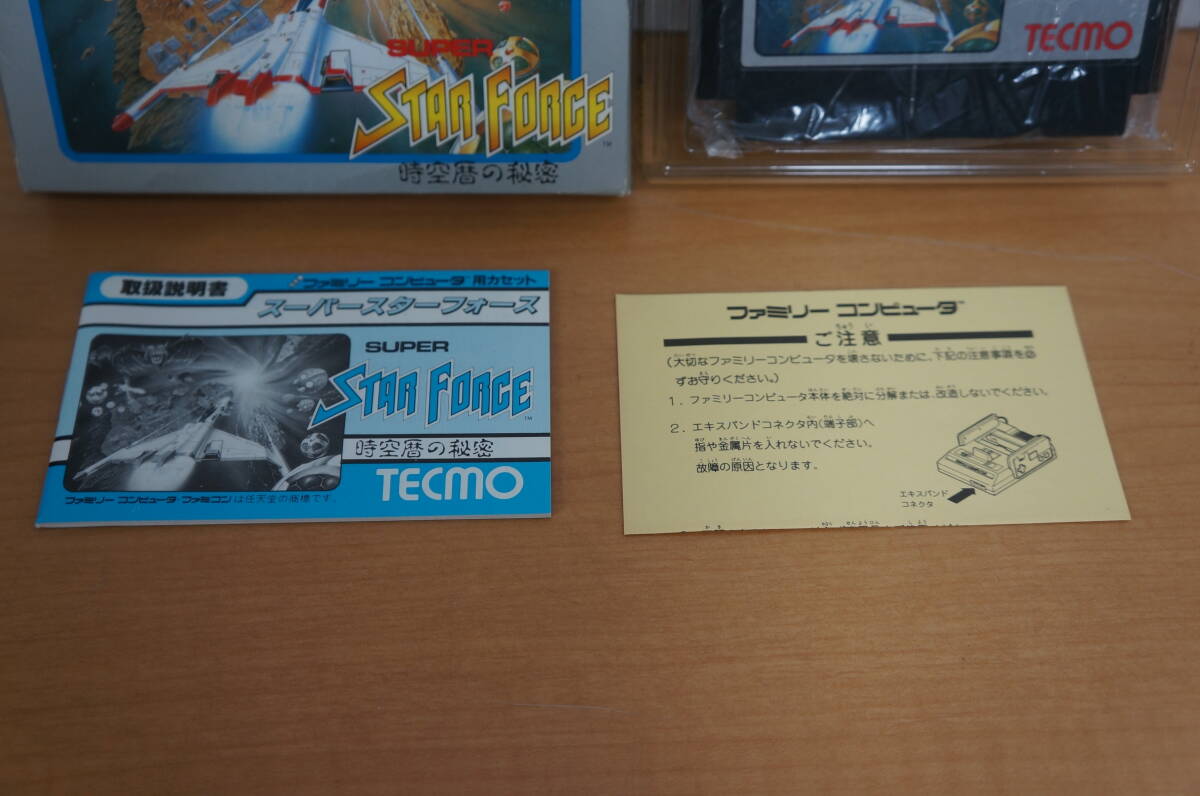 SUPER
STAR FORCE
TM
時空暦の秘密
TECMO
取扱説明書
ファミリー コンピュータ™用カセット
スーパースターフォース
SUPER
STAR FORCE
TM
時空暦の秘密
TECMO
ファミリー コンピュータ・ファミコンは任天堂の商標です。
ファミリー コンピュータ™
ご注意
(大切なファミリーコンピュータを壊さないために、下記の注意事項を必
ずお守りください。)
1. ファミリーコンピュータ本体を絶対に分解または、改造しないでください。
2. エキスパンドコネクタ内(端子部)へ
指や金属片を入れないでください。
故障の原因となります。
エキスパンド
コネクタ